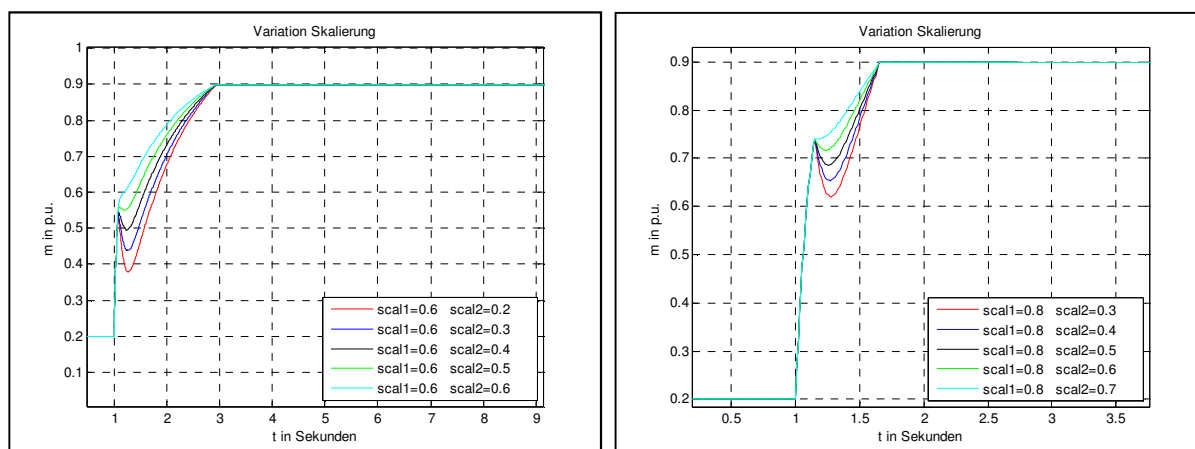 Variation Skalierung
1
0.9
0.8
0.7
0.6
0.5
0.4
0.3
0.2
0.1
m in p.u.
scal1=0.6 scal2=0.2
scal1=0.6 scal2=0.3
scal1=0.6 scal2=0.4
scal1=0.6 scal2=0.5
scal1=0.6 scal2=0.6
1 2 3 4 5 6 7 8 9
t in Sekunden
Variation Skalierung
0.9
0.8
0.7
0.6
0.5
0.4
0.3
0.2
m in p.u.
scal1=0.8 scal2=0.3
scal1=0.8 scal2=0.4
scal1=0.8 scal2=0.5
scal1=0.8 scal2=0.6
scal1=0.8 scal2=0.7
0.5 1 1.5 2 2.5 3 3.5
t in Sekunden